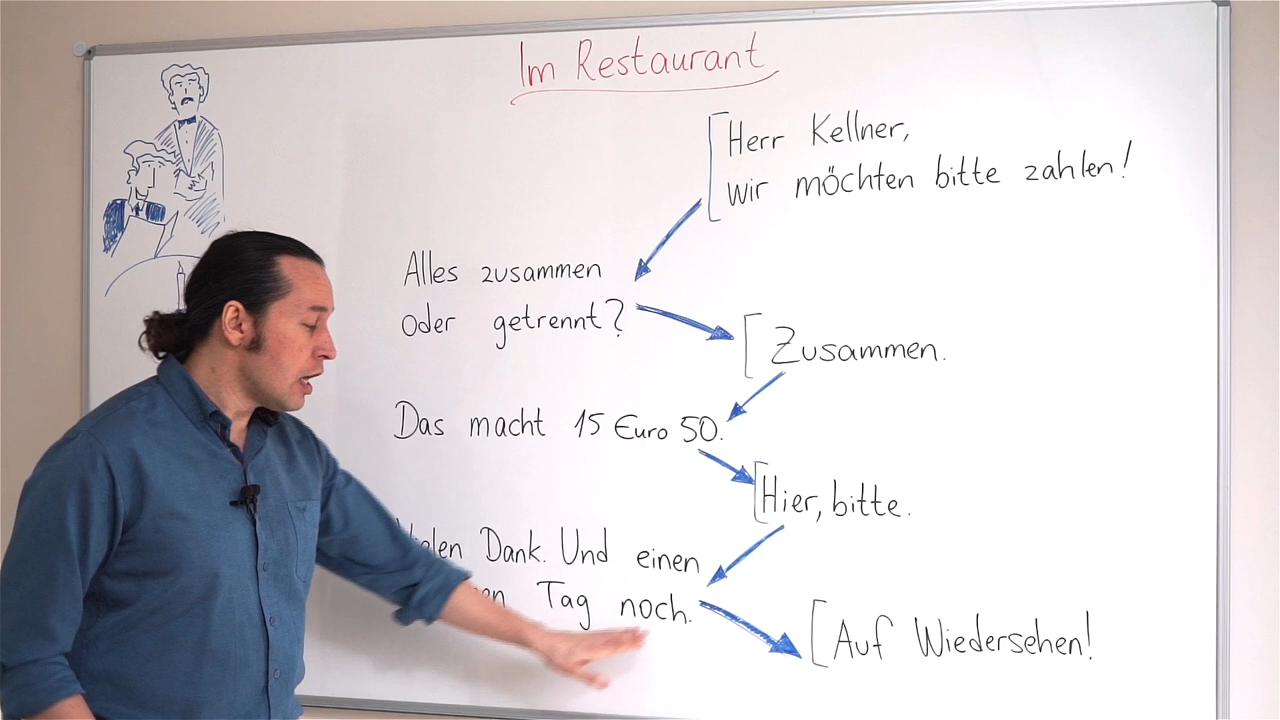 Im Restaurant
Herr Kellner,
wir möchten bitte zahlen!
Alles zusammen
oder getrennt?
Zusammen.
Das macht 15 Euro 50.
Hier, bitte.
Vielen Dank. Und einen
Tag noch.
Auf Wiedersehen!